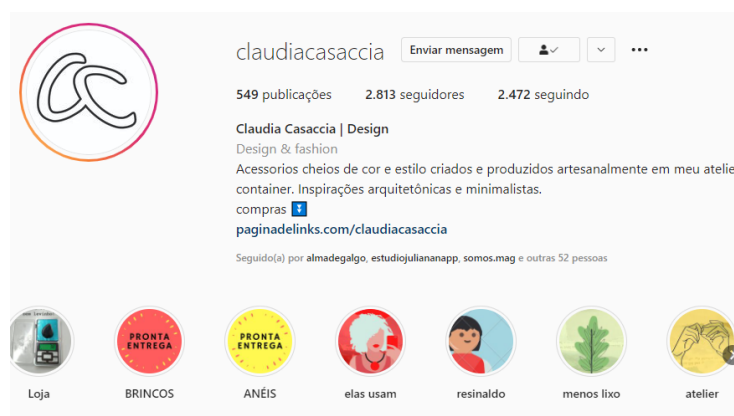 claudiacasaccia Enviar mensagem
549 publicações 2.813 seguidores 2.472 seguindo
Claudia Casaccia | Design
Design & fashion
Acessorios cheios de cor e estilo criados e produzidos artesanalmente em meu atelie
container. Inspirações arquitetônicas e minimalistas.
compras
paginadelinks.com/claudiacasaccia
Seguido(a) por almadegalgo, estudiojuliananapp, somos.mag e outras 52 pessoas
PRONTA ENTREGA
PRONTA ENTREGA
Loja BRINCOS ANÉIS elas usam resinaldo menos lixo atelier